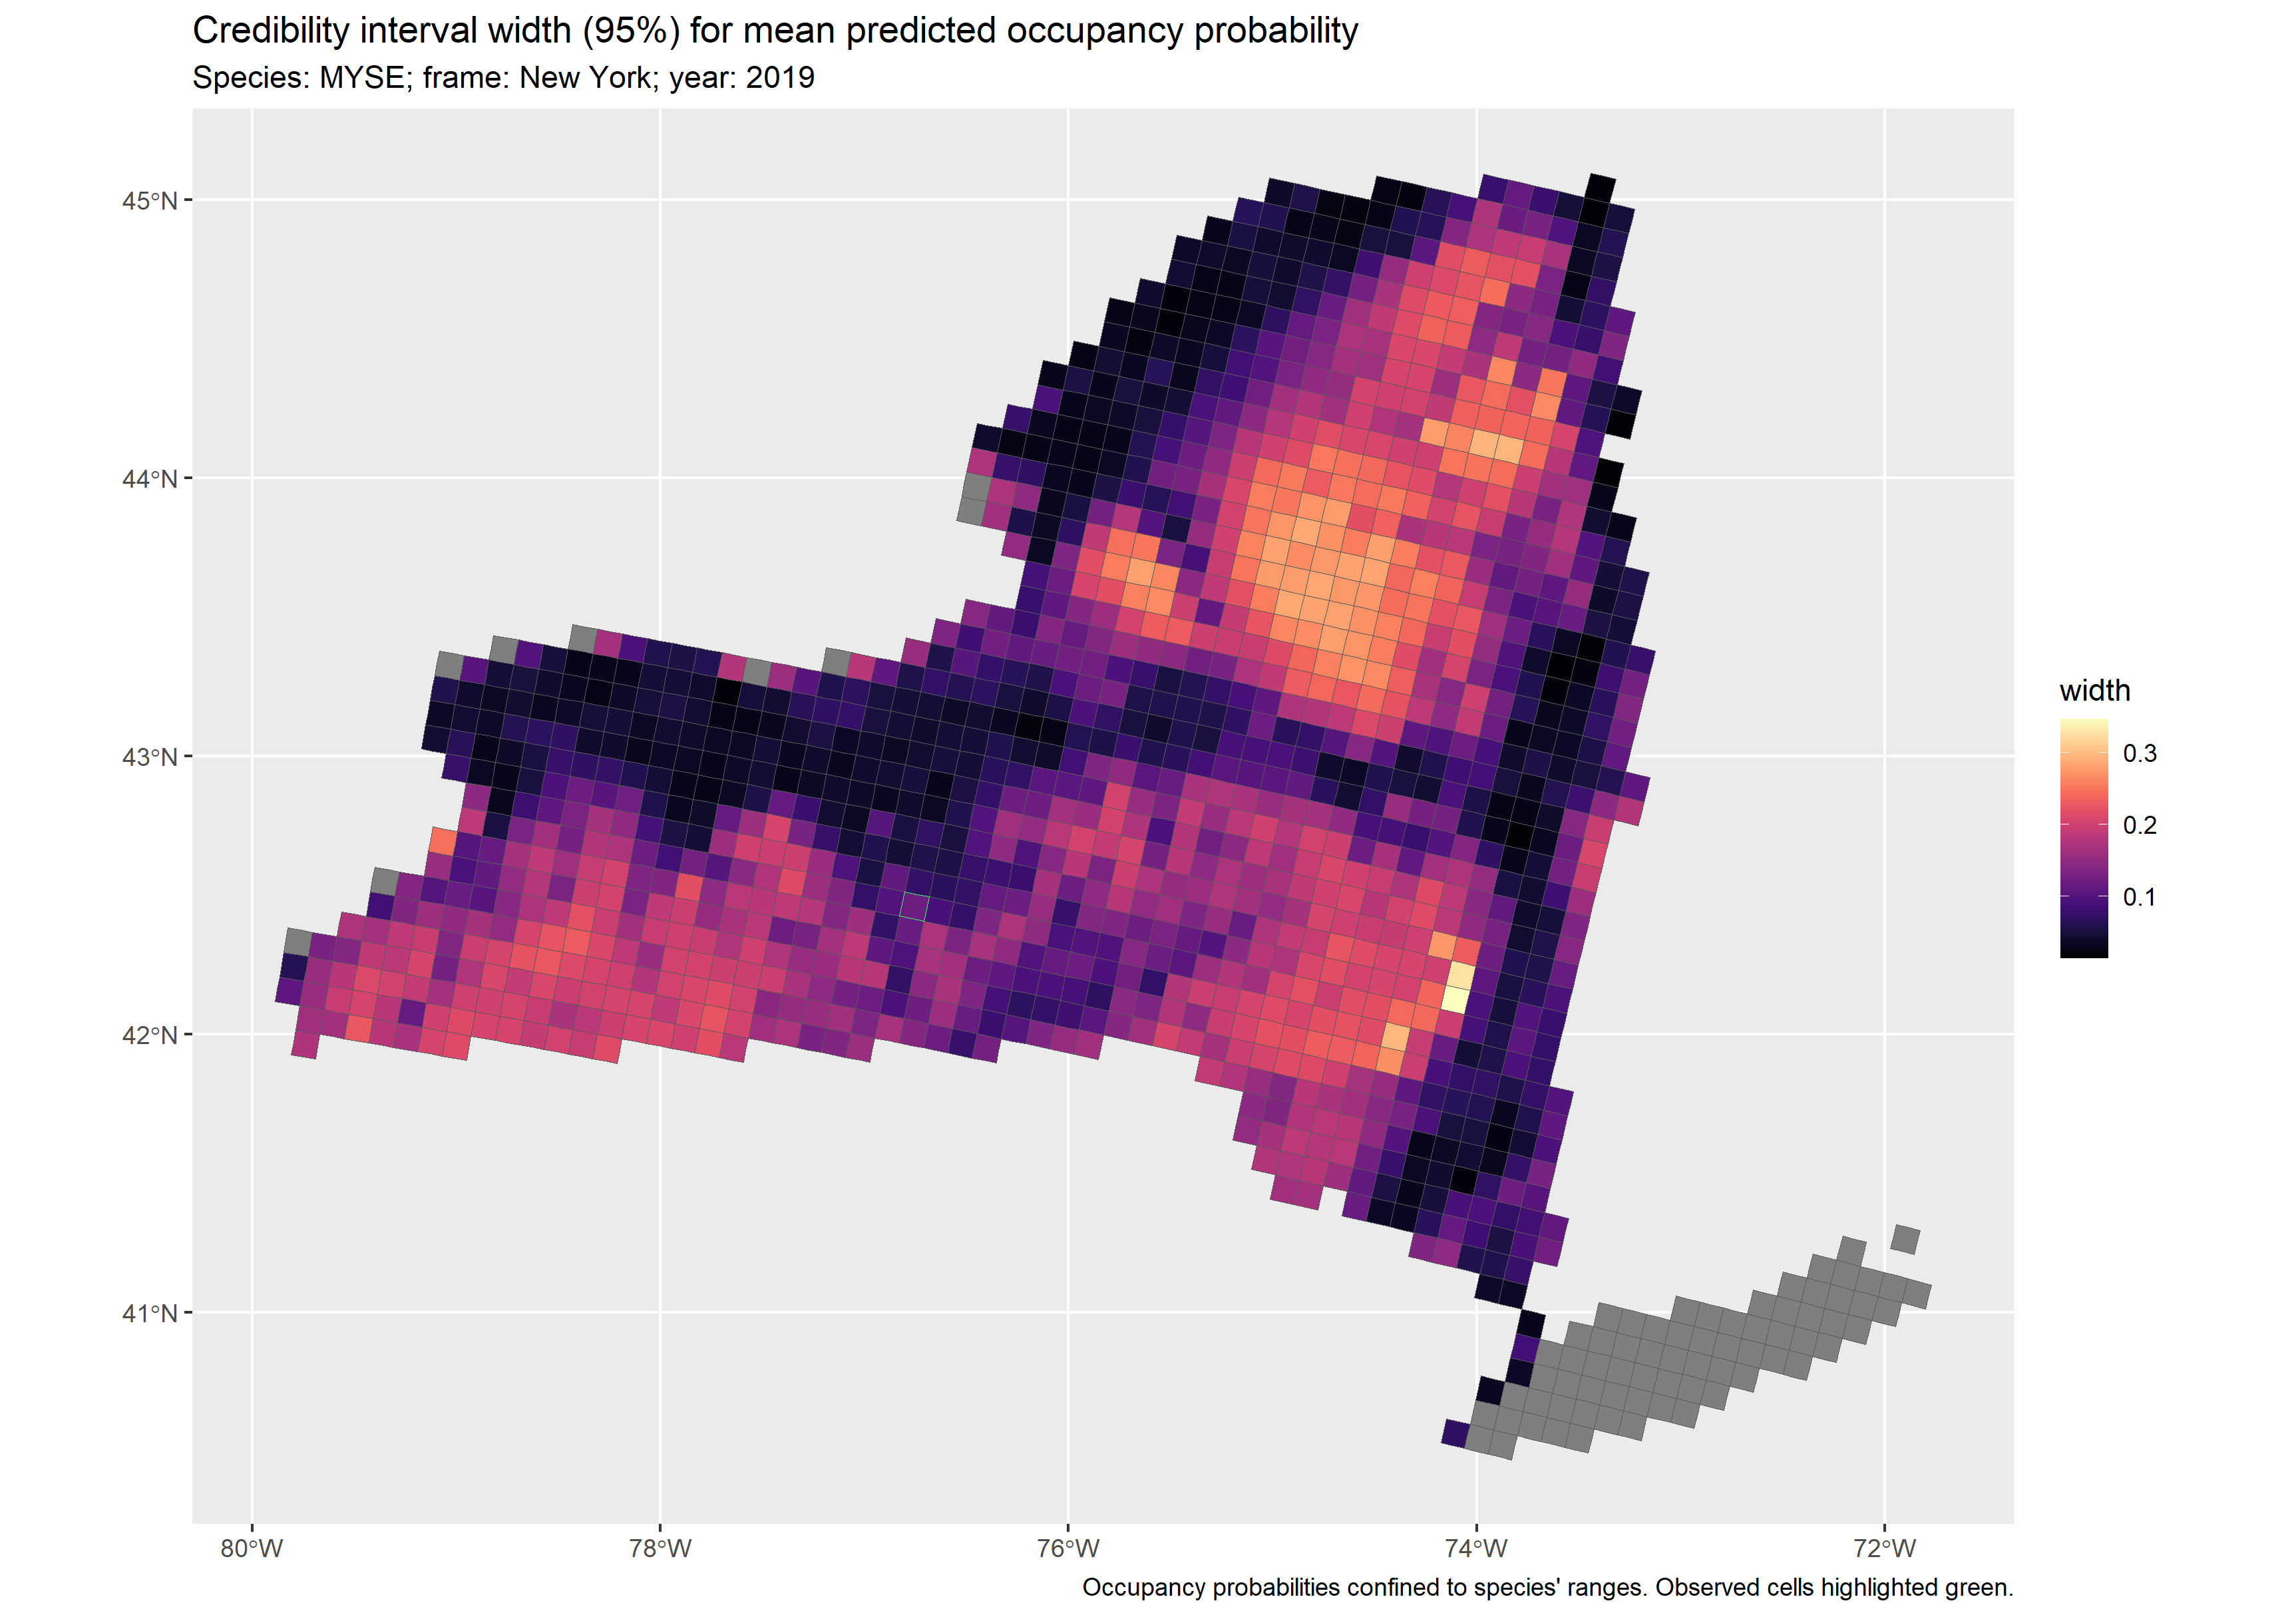 Credibility interval width (95%) for mean predicted occupancy probability
Species: MYSE; frame: New York; year: 2019
45°N
44°N
43°N
42°N
41°N
80°W
78°W
76°W
74°W
72°W
width
0.3
0.2
0.1
Occupancy probabilities confined to species' ranges. Observed cells highlighted green.